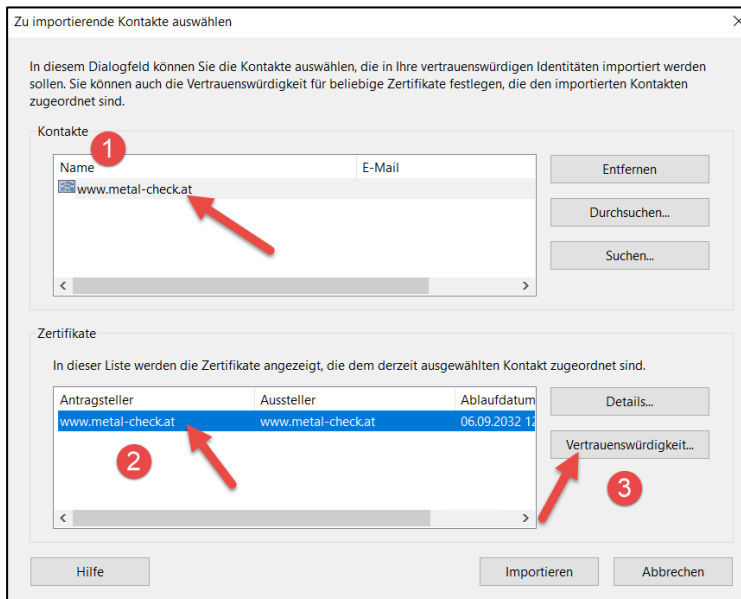 Zu importierende Kontakte auswählen
In diesem Dialogfeld können Sie die Kontakte auswählen, die in Ihre vertrauenswürdigen Identitäten importiert werden
sollen. Sie können auch die Vertrauenswürdigkeit für beliebige Zertifikate festlegen, die den importierten Kontakten
zugeordnet sind.
Kontakte
1
Name E-Mail
www.metal-check.at
Entfernen
Durchsuchen...
Suchen...
Zertifikate
In dieser Liste werden die Zertifikate angezeigt, die dem derzeit ausgewählten Kontakt zugeordnet sind.
Antragsteller Aussteller Ablaufdatum
www.metal-check.at www.metal-check.at 06.09.2032 12
Details...
Vertrauenswürdigkeit...
2
3
Hilfe
Importieren
Abbrechen